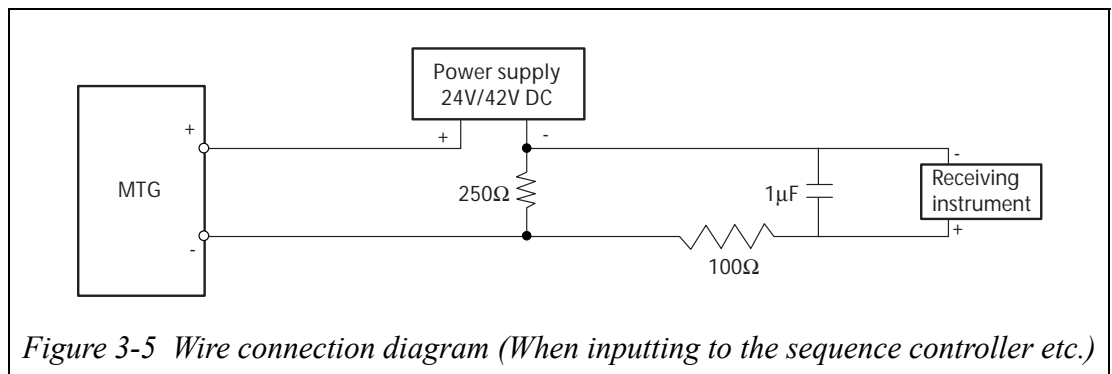 Power supply
24V/42V DC
+
+
-
-
MTG
250Ω
1µF
Receiving
instrument
-
+
100Ω
Figure 3-5 Wire connection diagram (When inputting to the sequence controller etc.)